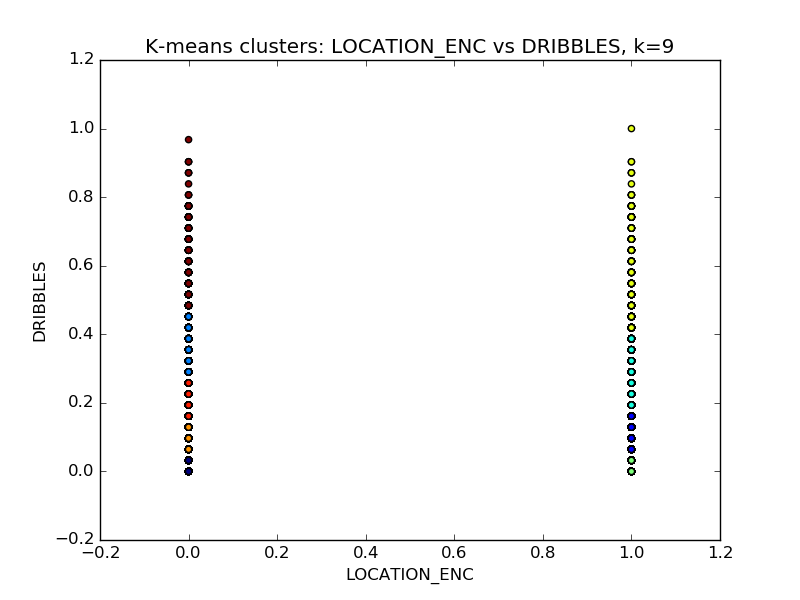 K-means clusters: LOCATION_ENC vs DRIBBLES, k=9
1.2
1.0
0.8
0.6
0.4
0.2
0.0
−0.2
DRIBBLES
−0.2 0.0 0.2 0.4 0.6 0.8 1.0 1.2
LOCATION_ENC